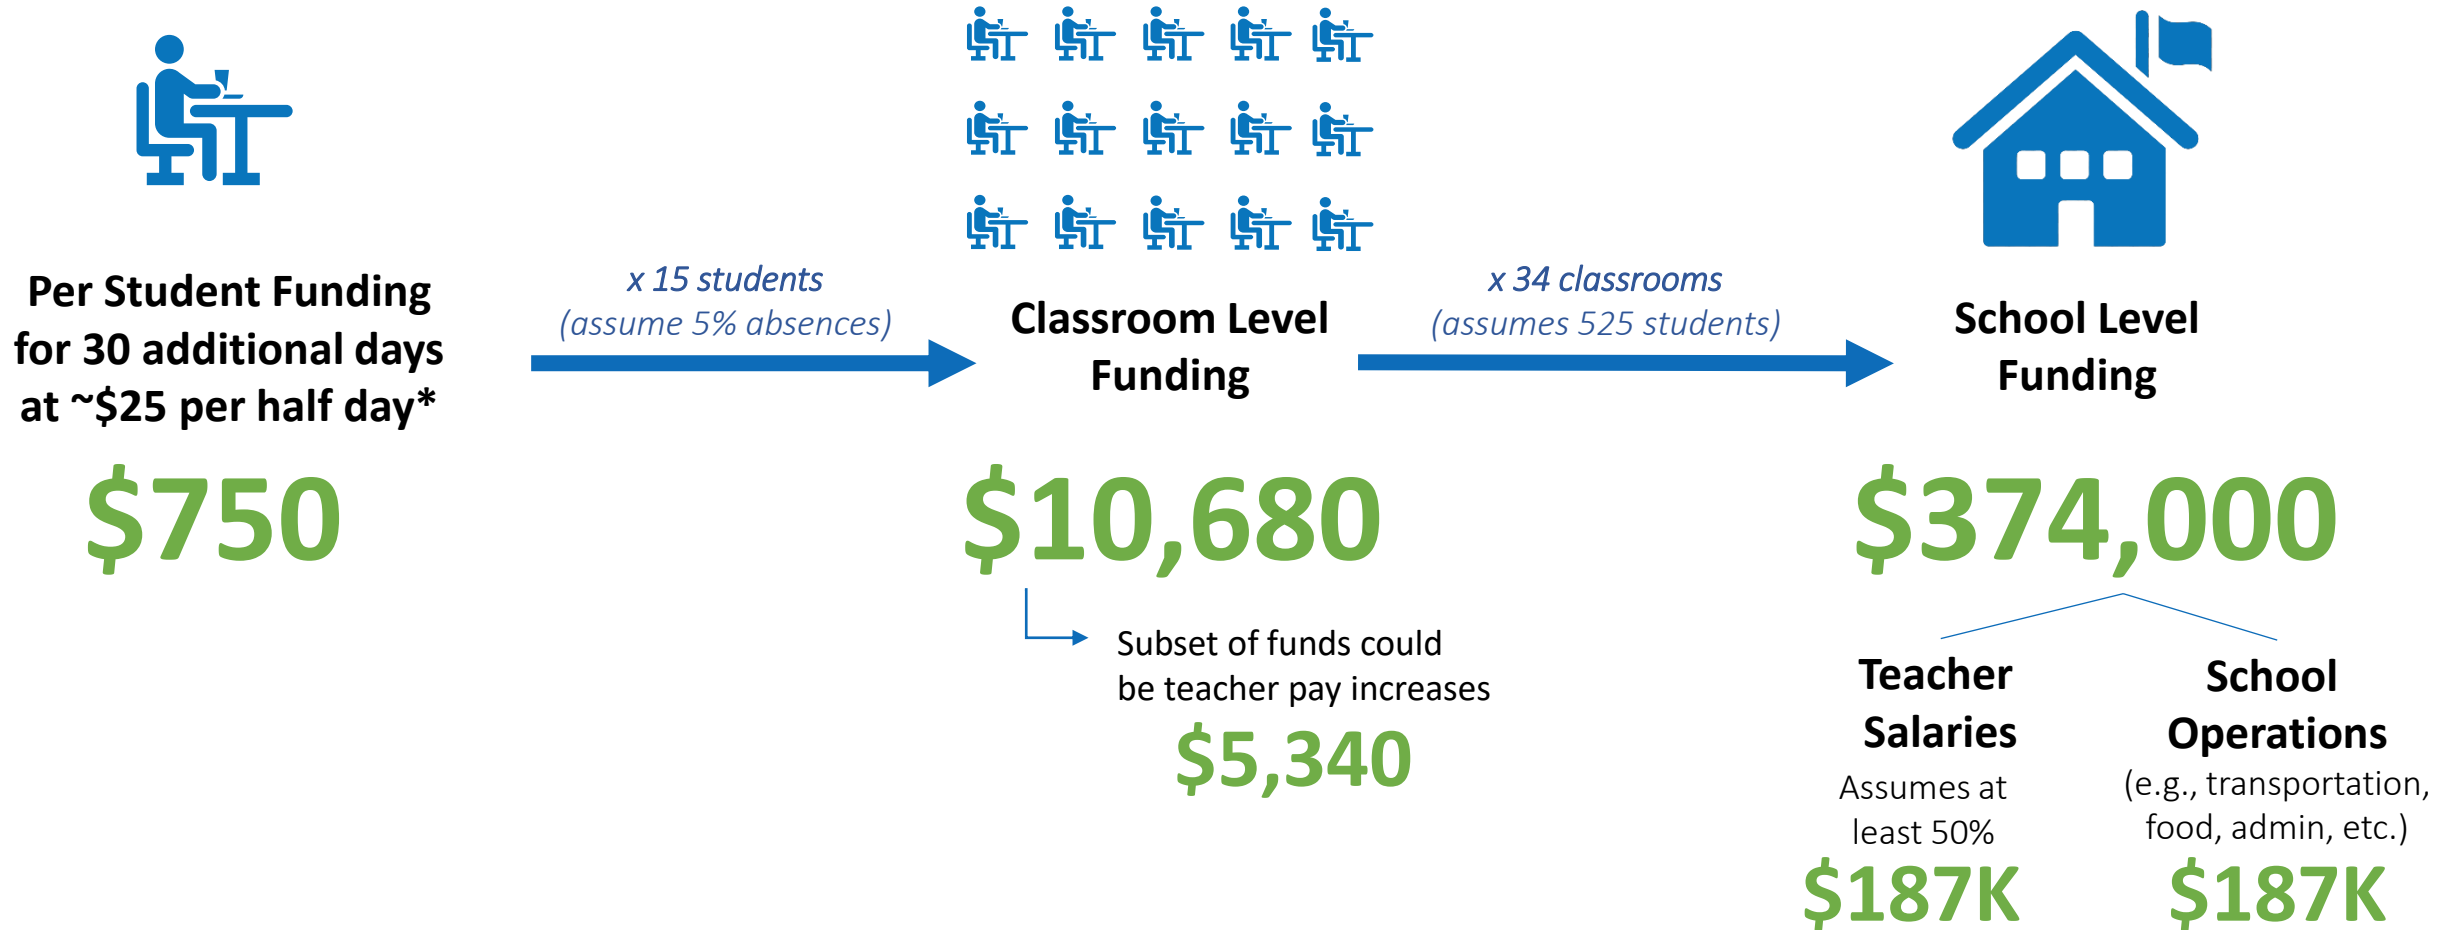 Per Student Funding
for 30 additional days
at ~$25 per half day*
$750
x 15 students
(assume 5% absences)
Classroom Level
Funding
$10,680
Subset of funds could
be teacher pay increases
$5,340
x 34 classrooms
(assumes 525 students)
School Level
Funding
$374,000
Teacher
Salaries
Assumes at
least 50%
$187K
School
Operations
(e.g., transportation,
food, admin, etc.)
$187K